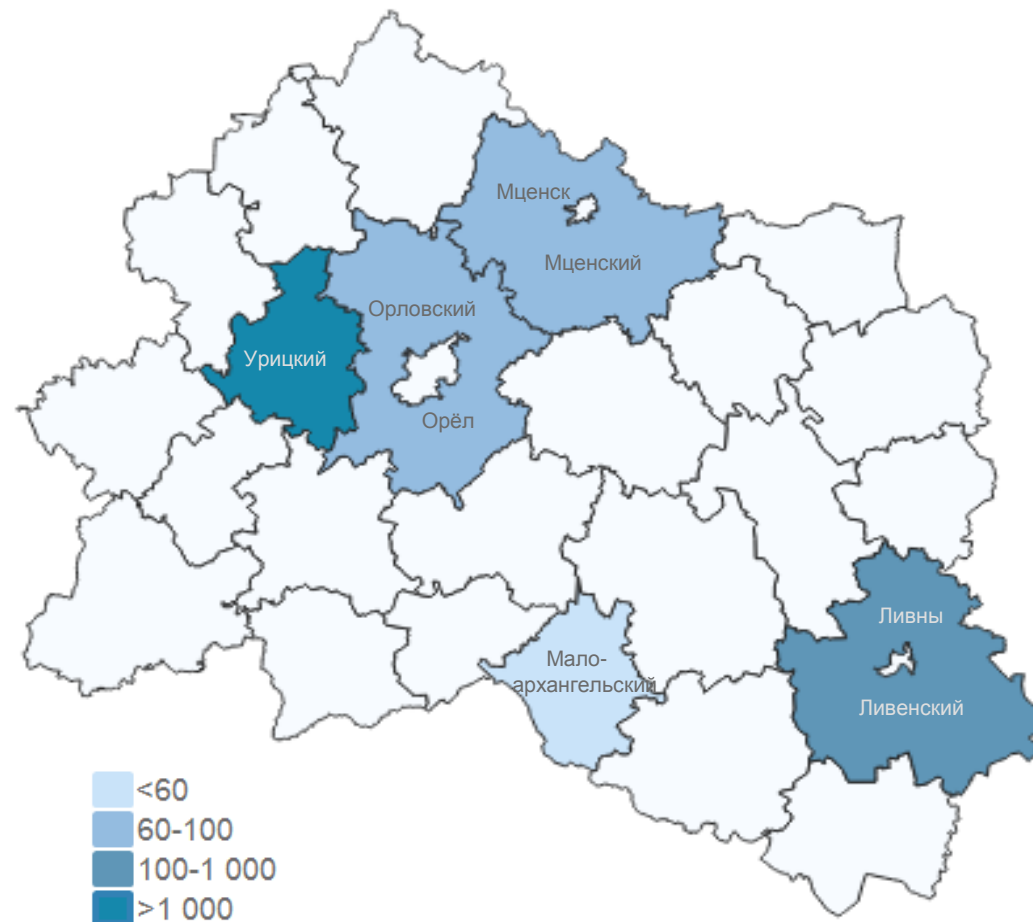 Мценск
Мценский
Орловский
Урицкий
Орёл
Ливны
Мало-
архангельский
Ливенский
<60
60-100
100-1 000
>1 000